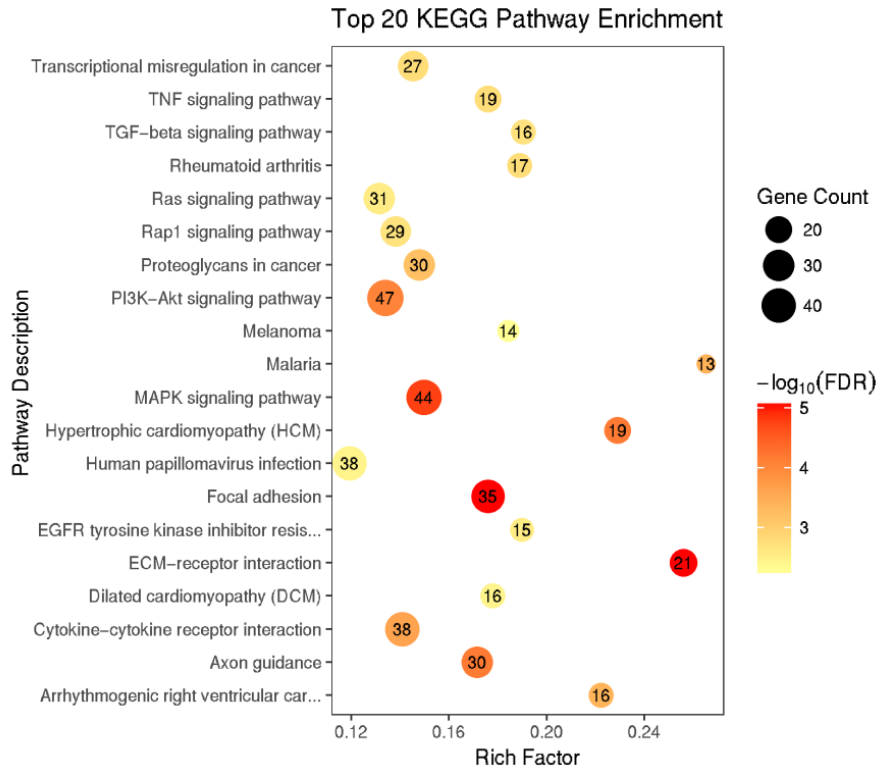 Top 20 KEGG Pathway Enrichment
Pathway Description
Transcriptional misregulation in cancer
27
TNF signaling pathway
19
TGF−beta signaling pathway
16
Rheumatoid arthritis
17
Ras signaling pathway
31
Rap1 signaling pathway
29
Proteoglycans in cancer
30
PI3K−Akt signaling pathway
47
Melanoma
14
Malaria
13
MAPK signaling pathway
44
Hypertrophic cardiomyopathy (HCM)
19
Human papillomavirus infection
38
Focal adhesion
35
EGFR tyrosine kinase inhibitor resis...
15
ECM−receptor interaction
21
Dilated cardiomyopathy (DCM)
16
Cytokine−cytokine receptor interaction
38
Axon guidance
30
Arrhythmogenic right ventricular car...
16
0.12 0.16 0.20 0.24
Rich Factor
Gene Count
20
30
40
−log10(FDR)
5
4
3